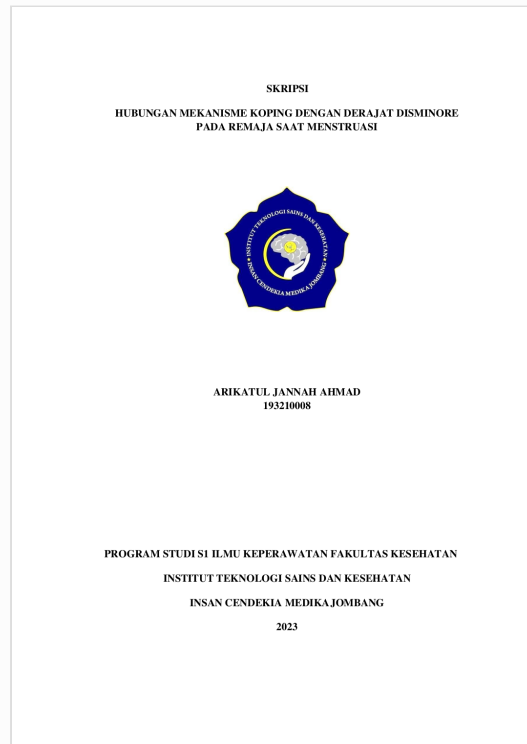 SKRIPSI
HUBUNGAN MEKANISME KOPING DENGAN DERAJAT DISMINORE
PADA REMAJA SAAT MENSTRUASI
INSTITUT TEKNOLOGI SAINS DAN KESEHATAN
INSAN CENDEKIA MEDIKA JOMBANG
ARIKATUL JANNAH AHMAD
193210008
PROGRAM STUDI S1 ILMU KEPERAWATAN FAKULTAS KESEHATAN
INSTITUT TEKNOLOGI SAINS DAN KESEHATAN
INSAN CENDEKIA MEDIKA JOMBANG
2023